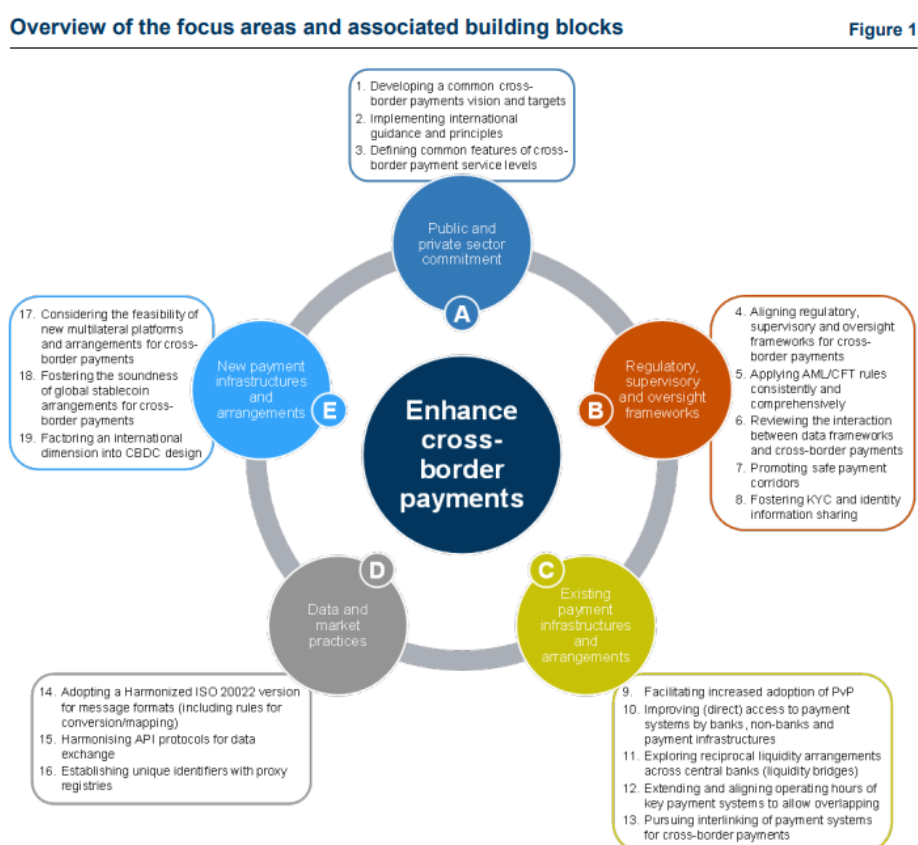 Overview of the focus areas and associated building blocks
Figure 1
1. Developing a common cross-
border payments vision and targets
2. Implementing international
guidance and principles
3. Defining common features of cross-
border payment service levels
Public and
private sector
commitment
A
17. Considering the feasibility of
new multilateral platforms
and arrangements for cross-
border payments
18. Fostering the soundness
of global stablecoin
arrangements for cross-
border payments
19. Factoring an international
dimension into CBDC design
New payment
infrastructures
and
arrangements
E
Enhance
cross-
border
payments
Regulatory,
supervisory
and oversight
frameworks
B
4. Aligning regulatory,
supervisory and oversight
frameworks for cross-
border payments
5. Applying AML/CFT rules
consistently and
comprehensively
6. Reviewing the interaction
between data frameworks
and cross-border payments
7. Promoting safe payment
corridors
8. Fostering KYC and identity
information sharing
D
Data and
market
practices
C
Existing
payment
infrastructures
and
arrangements
14. Adopting a Harmonized ISO 20022 version
for message formats (including rules for
conversion/mapping)
15. Harmonising API protocols for data
exchange
16. Establishing unique identifiers with proxy
registries
9. Facilitating increased adoption of PvP
10. Improving (direct) access to payment
systems by banks, non-banks and
payment infrastructures
11. Exploring reciprocal liquidity arrangements
across central banks (liquidity bridges)
12. Extending and aligning operating hours of
key payment systems to allow overlapping
13. Pursuing interlinking of payment systems
for cross-border payments